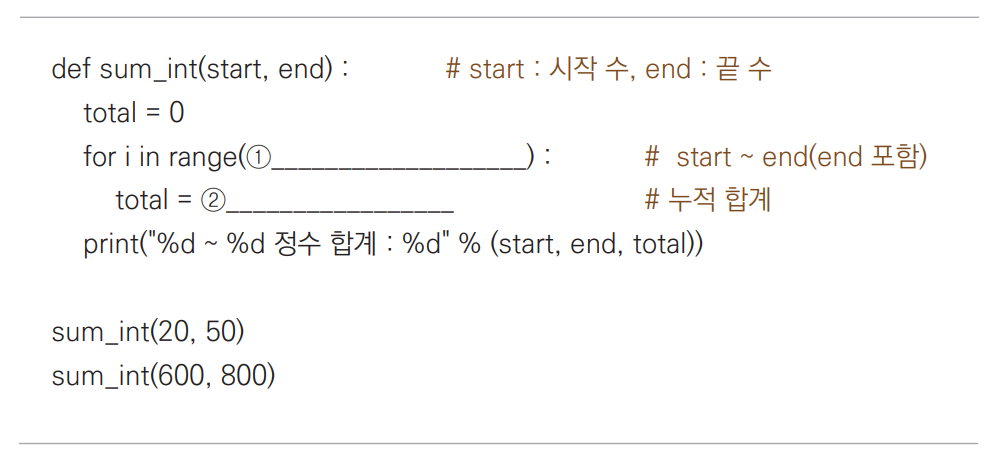 def sum_int(start, end) : # start : 시작 수, end : 끝 수
total = 0
for i in range(①___________________) : # start ~ end(end 포함)
total = ②_________________ # 누적 합계
print("%d ~ %d 정수 합계 : %d" % (start, end, total))
sum_int(20, 50)
sum_int(600, 800)